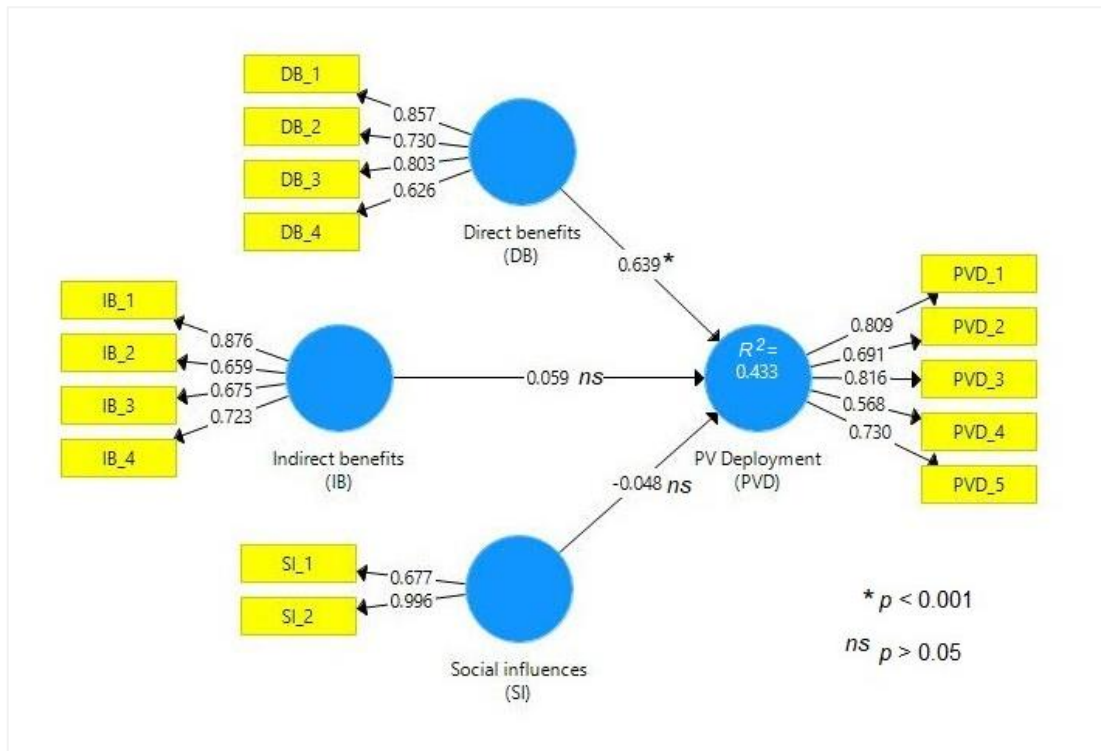 DB_1
DB_2
DB_3
DB_4
0.857
0.730
0.803
0.626
Direct benefits
(DB)
0.639 *
IB_1
IB_2
IB_3
IB_4
0.876
0.659
0.675
0.723
Indirect benefits
(IB)
0.059 ns
R² =
0.433
PV Deployment
(PVD)
0.809
0.691
0.816
0.568
0.730
PVD_1
PVD_2
PVD_3
PVD_4
PVD_5
-0.048 ns
SI_1
SI_2
0.677
0.996
Social influences
(SI)
* p < 0.001
ns p > 0.05